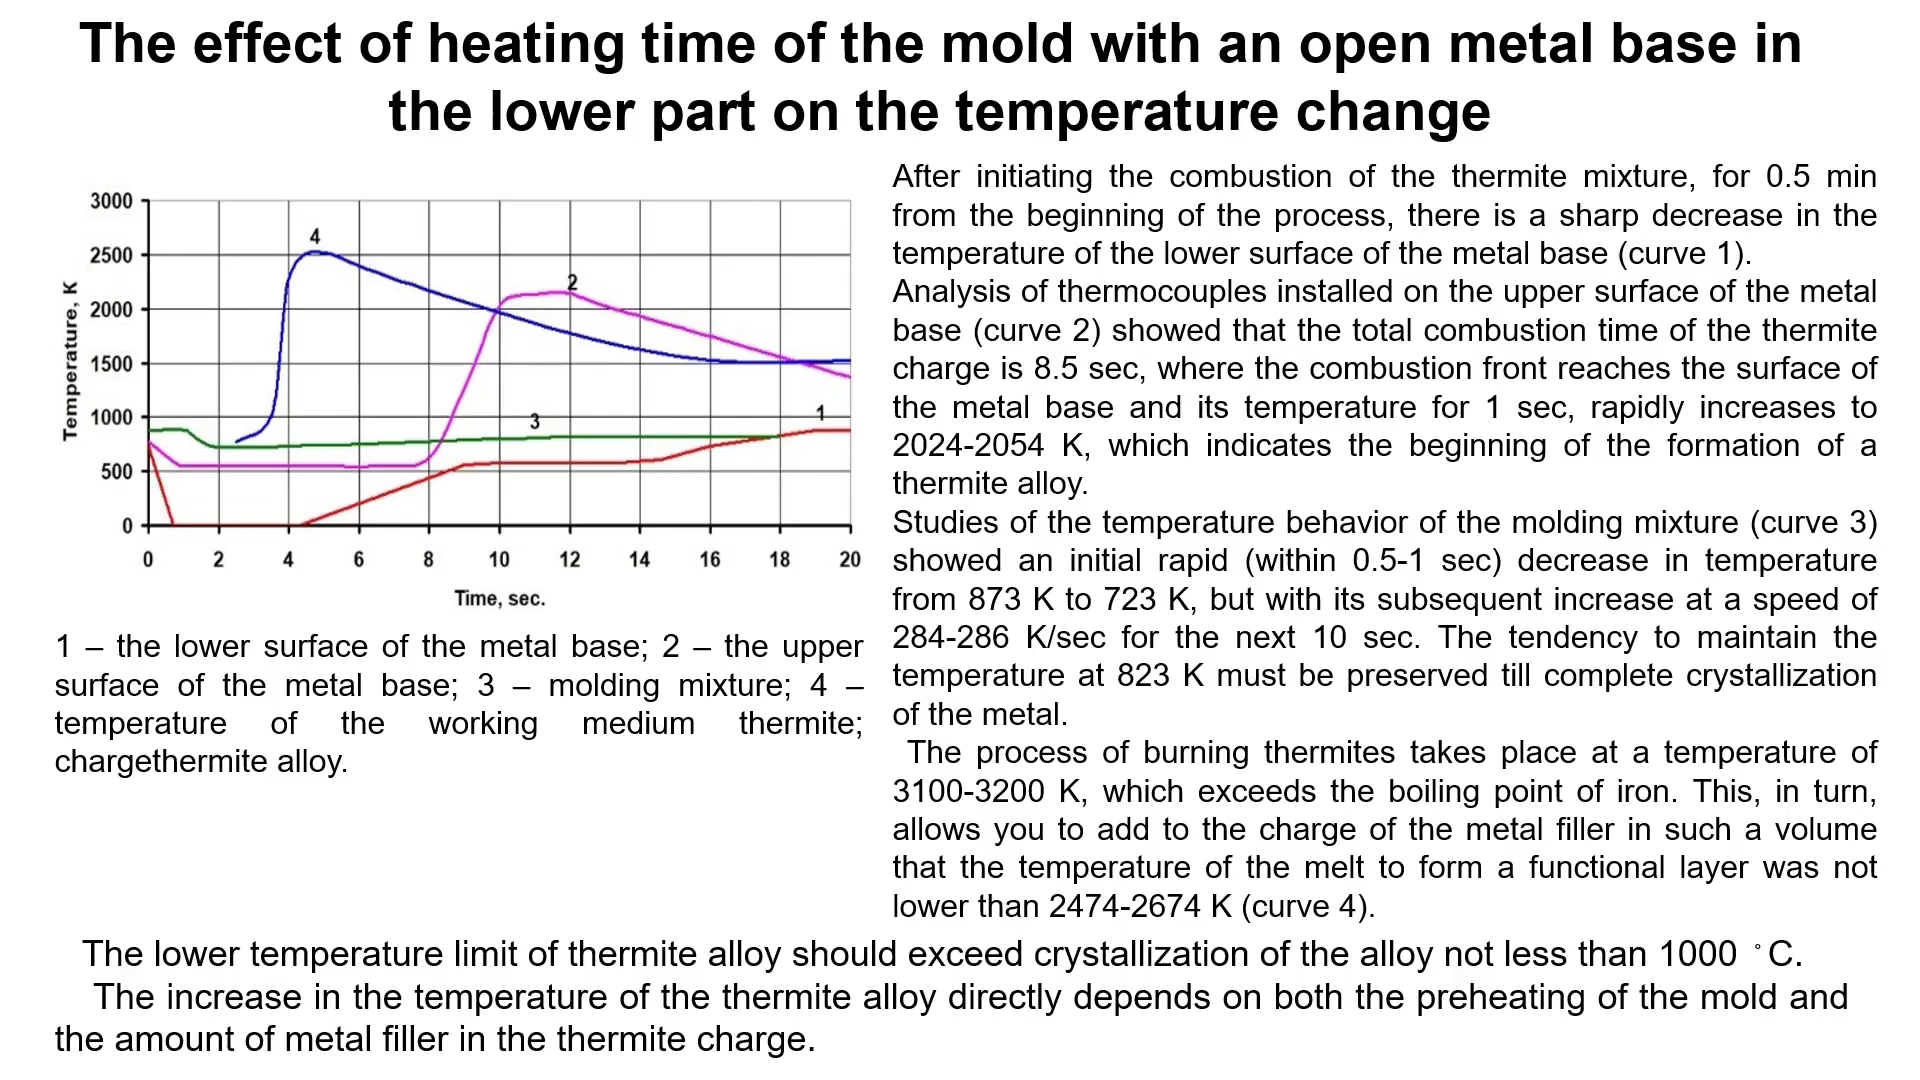 The effect of heating time of the mold with an open metal base in
the lower part on the temperature change
3000
2500
2000
1500
1000
500
0
Temperature, K
4
2
3
1
0 2 4 6 8 10 12 14 16 18 20
Time, sec.
1 – the lower surface of the metal base; 2 – the upper
surface of the metal base; 3 – molding mixture; 4 –
temperature of the working medium thermite;
chargethermite alloy.
After initiating the combustion of the thermite mixture, for 0.5 min
from the beginning of the process, there is a sharp decrease in the
temperature of the lower surface of the metal base (curve 1).
Analysis of thermocouples installed on the upper surface of the metal
base (curve 2) showed that the total combustion time of the thermite
charge is 8.5 sec, where the combustion front reaches the surface of
the metal base and its temperature for 1 sec, rapidly increases to
2024-2054 K, which indicates the beginning of the formation of a
thermite alloy.
Studies of the temperature behavior of the molding mixture (curve 3)
showed an initial rapid (within 0.5-1 sec) decrease in temperature
from 873 K to 723 K, but with its subsequent increase at a speed of
284-286 K/sec for the next 10 sec. The tendency to maintain the
temperature at 823 K must be preserved till complete crystallization
of the metal.
The process of burning thermites takes place at a temperature of
3100-3200 K, which exceeds the boiling point of iron. This, in turn,
allows you to add to the charge of the metal filler in such a volume
that the temperature of the melt to form a functional layer was not
lower than 2474-2674 K (curve 4).
The lower temperature limit of thermite alloy should exceed crystallization of the alloy not less than 1000 °C.
The increase in the temperature of the thermite alloy directly depends on both the preheating of the mold and
the amount of metal filler in the thermite charge.